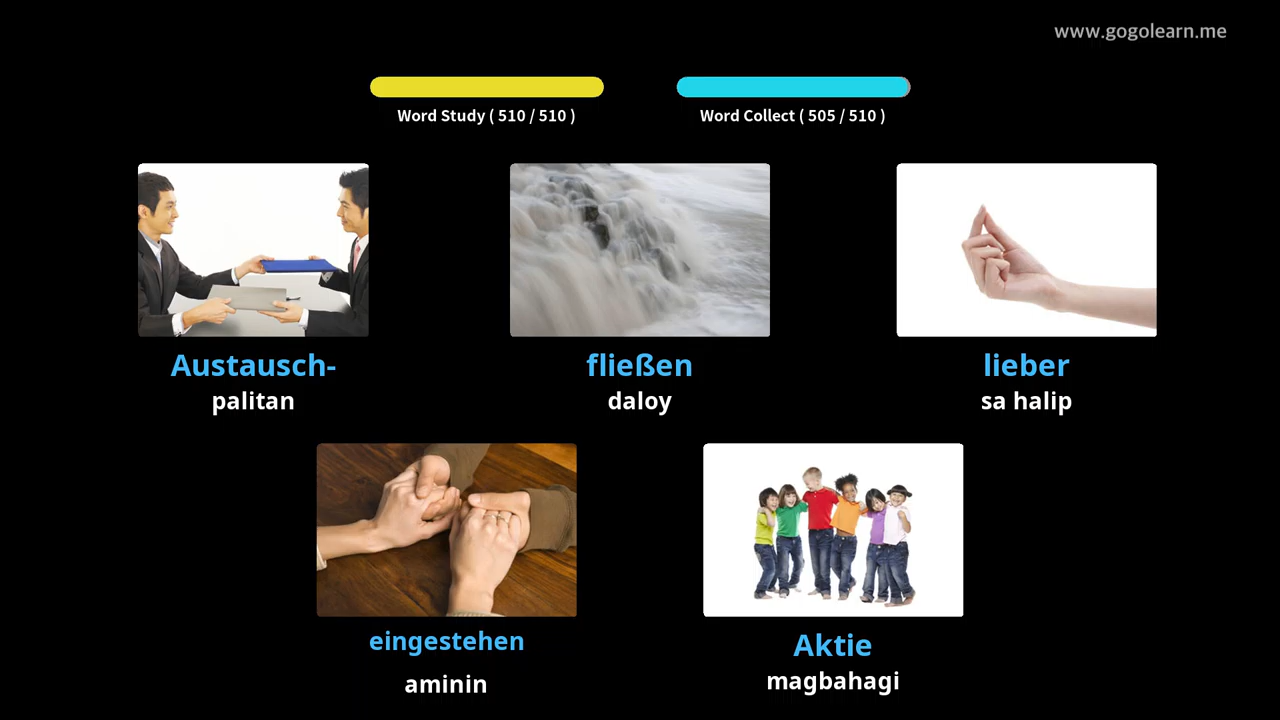 www.gogolearn.me
Word Study ( 510 / 510 )
Word Collect ( 505 / 510 )
Austausch-
palitan
fließen
daloy
lieber
sa halip
eingestehen
aminin
Aktie
magbahagi